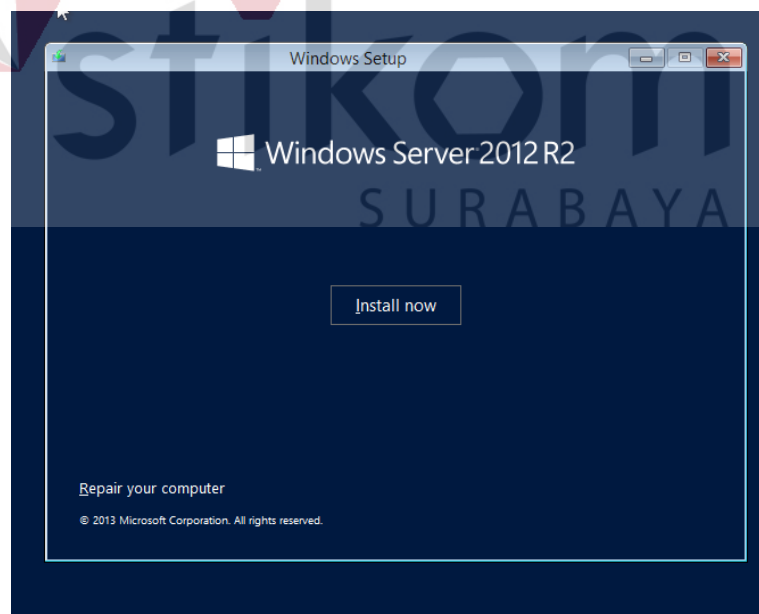 stikom
SURABAYA
Windows Setup
Windows Server 2012 R2
Install now
Repair your computer
© 2013 Microsoft Corporation. All rights reserved.